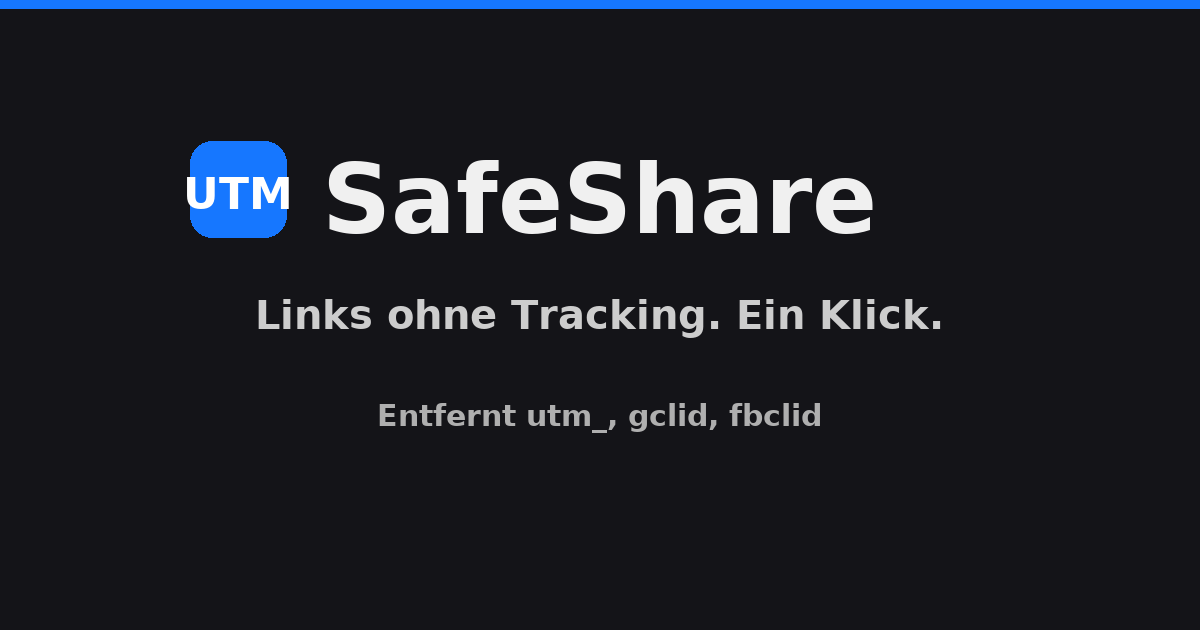 UTM SafeShare
Links ohne Tracking. Ein Klick.
Entfernt utm_, gclid, fbclid